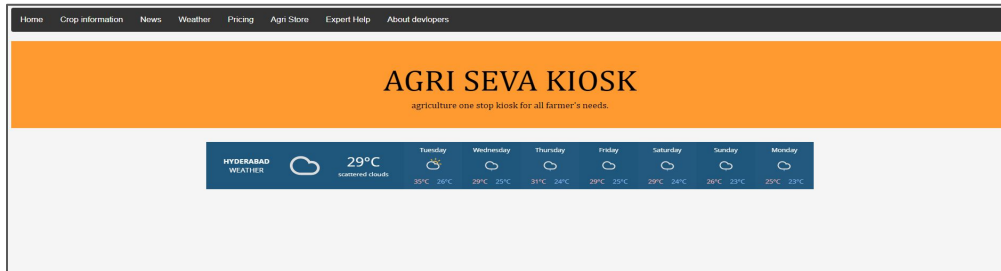 Home Crop information News Weather Pricing Agri Store Expert Help About devlopers
AGRI SEVA KIOSK
agriculture one stop kiosk for all farmer's needs.
HYDERABAD
WEATHER
29°C
scattered clouds
Tuesday Wednesday Thursday Friday Saturday Sunday Monday
35°C 26°C 29°C 25°C 31°C 24°C 29°C 25°C 29°C 24°C 26°C 23°C 25°C 23°C